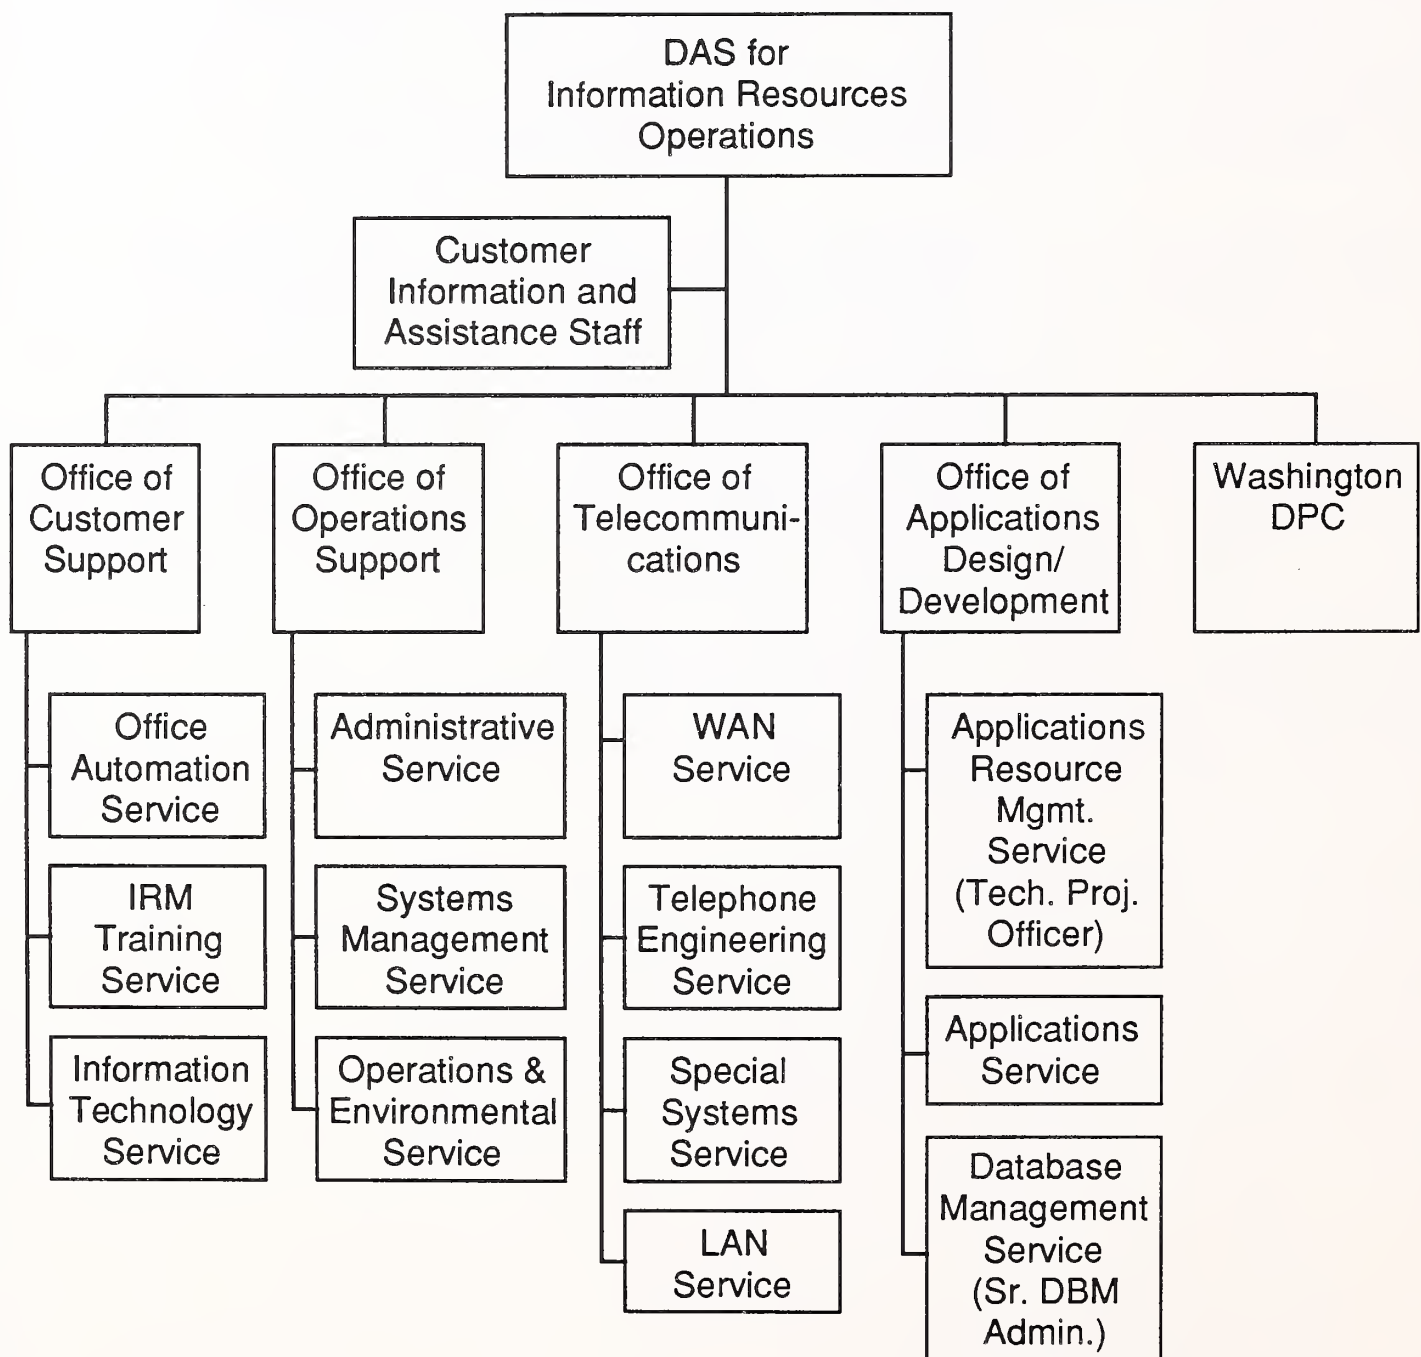 DAS for
Information Resources
Operations
Customer
Information and
Assistance Staff
Office of
Customer
Support
Office of
Operations
Support
Office of
Telecommuni-
cations
Office of
Applications
Design/
Development
Washington
DPC
Office
Automation
Service
IRM
Training
Service
Information
Technology
Service
Administrative
Service
Systems
Management
Service
Operations &
Environmental
Service
WAN
Service
Telephone
Engineering
Service
Special
Systems
Service
LAN
Service
Applications
Resource
Mgmt.
Service
(Tech. Proj.
Officer)
Applications
Service
Database
Management
Service
(Sr. DBM
Admin.)